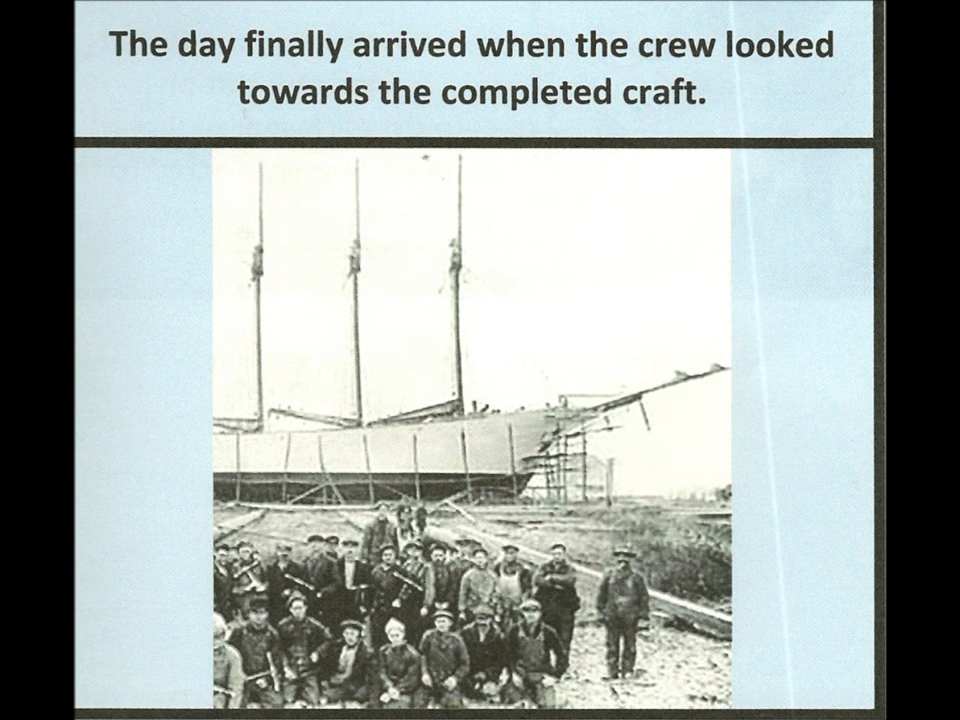 The day finally arrived when the crew looked
towards the completed craft.